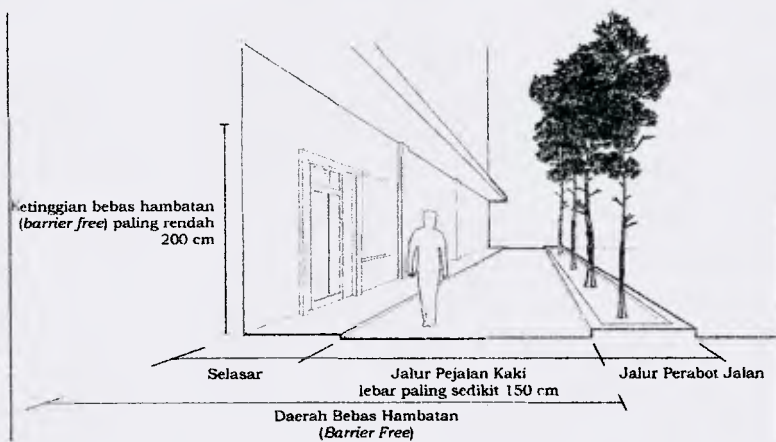 Ketinggian bebas hambatan
(barrier free) paling rendah
200 cm
Selasar
Jalur Pejalan Kaki
lebar paling sedikit 150 cm
Jalur Perabot Jalan
Daerah Bebas Hambatan
(Barrier Free)